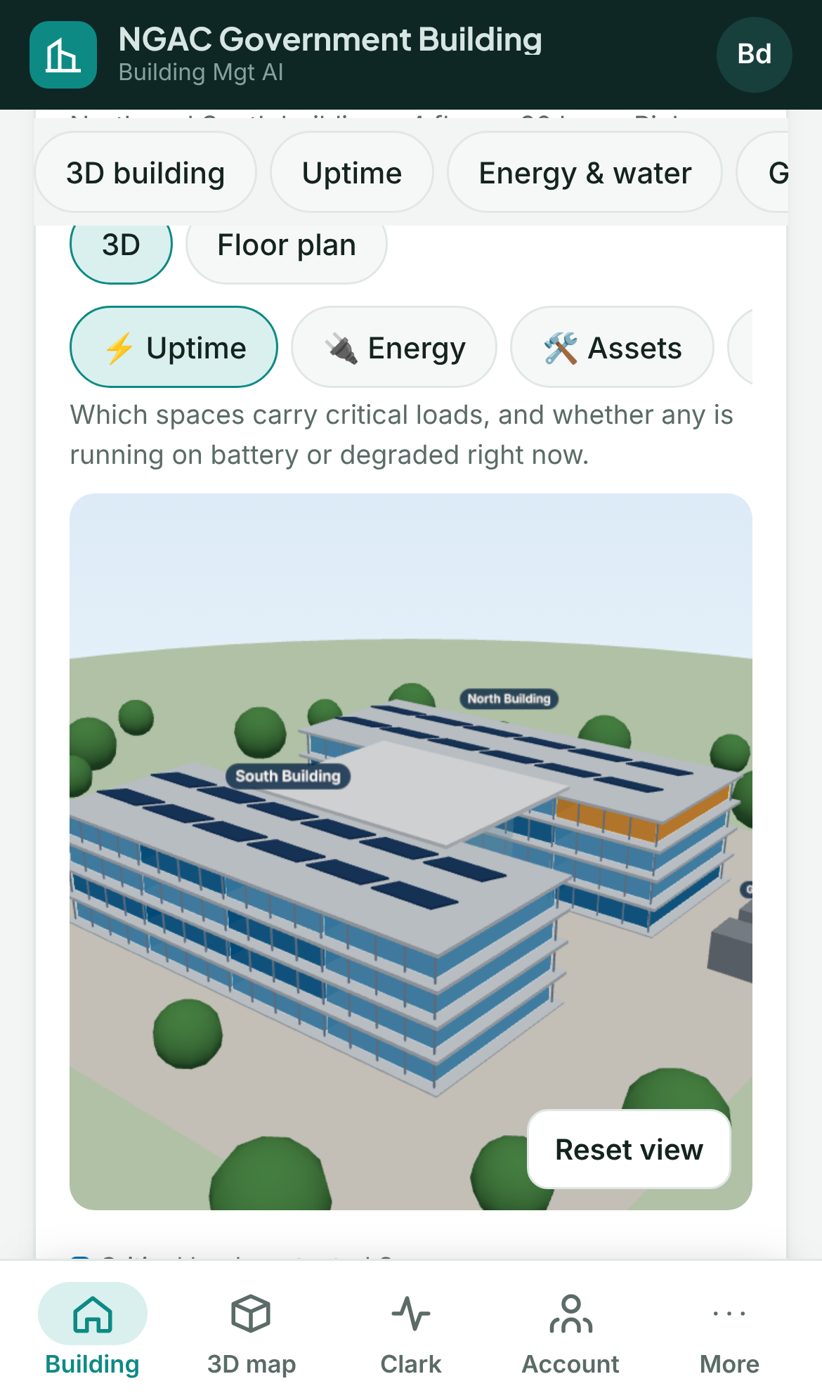 NGAC Government Building
Building Mgt AI
Bd
3D building
Uptime
Energy & water
G
3D
Floor plan
⚡ Uptime
🔌 Energy
🛠️ Assets
Which spaces carry critical loads, and whether any is
running on battery or degraded right now.
North Building
South Building
G
Reset view
Building
3D map
Clark
Account
More